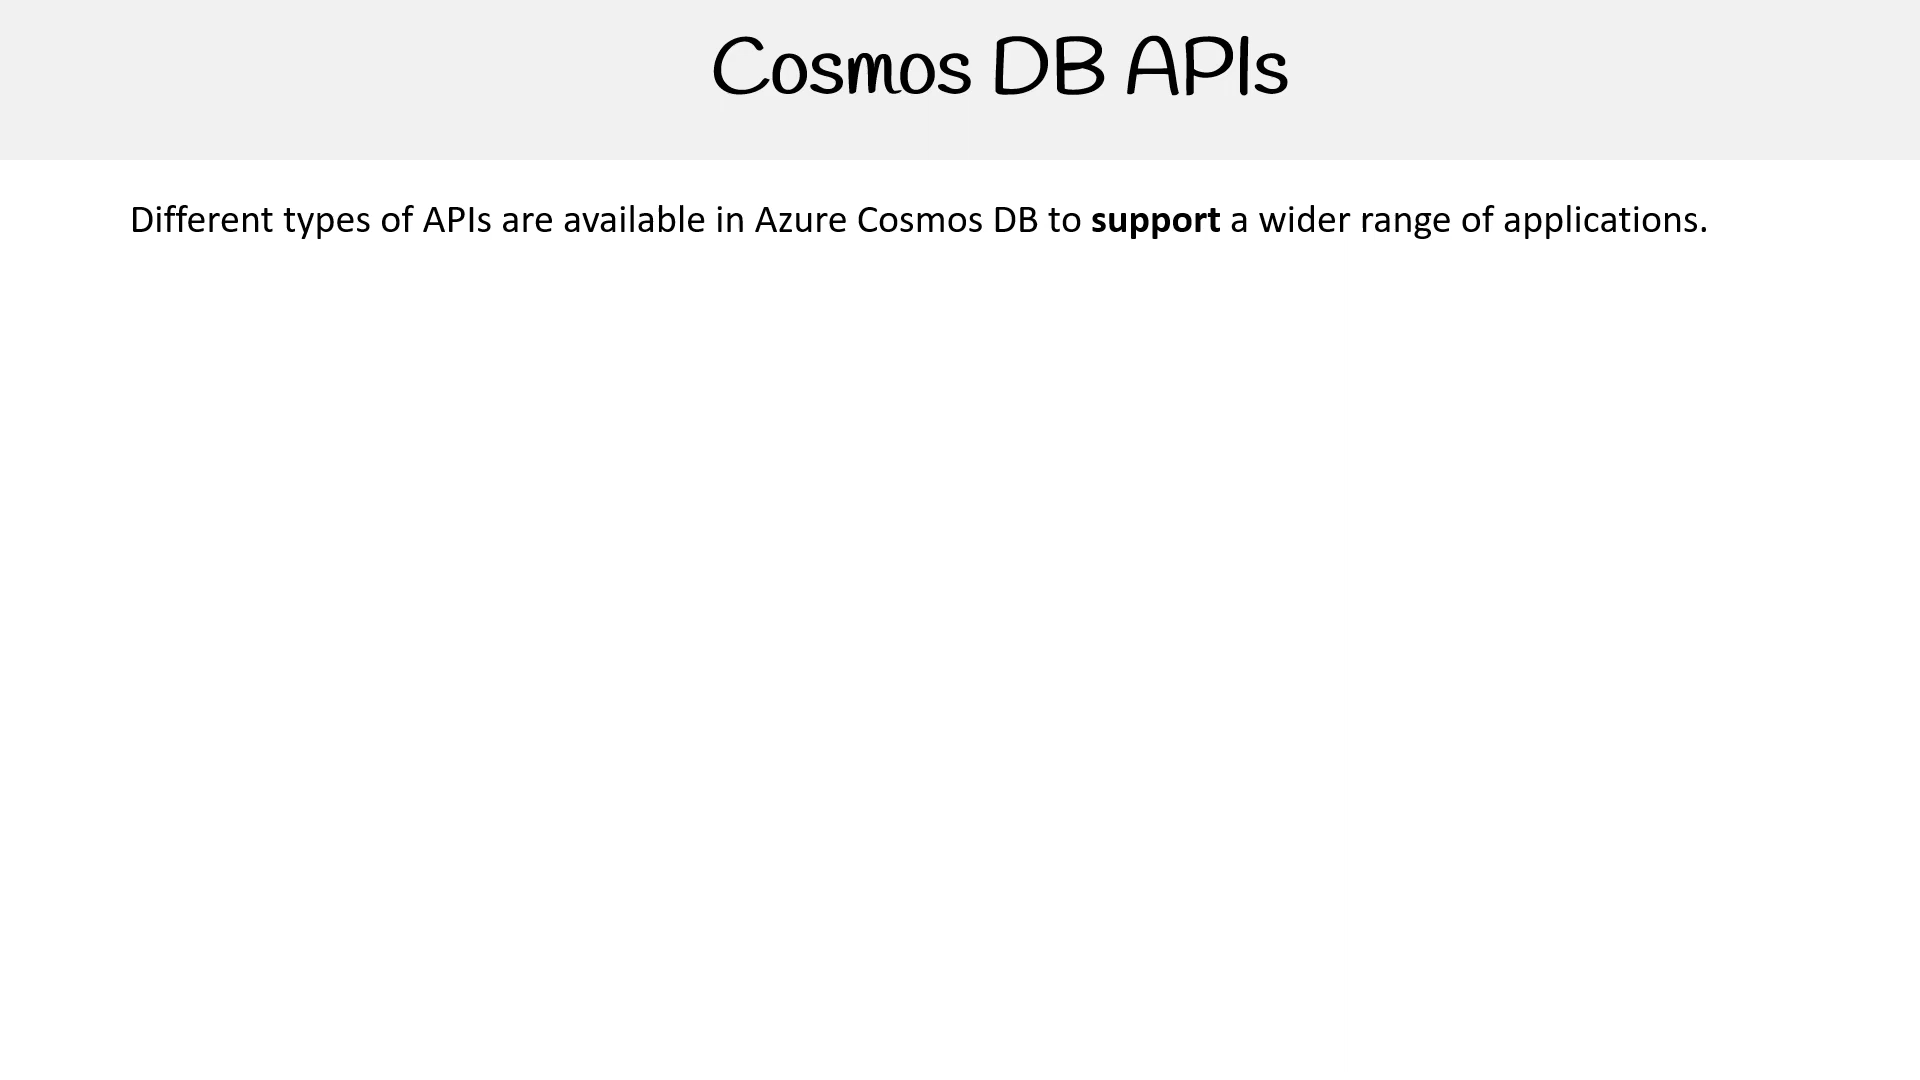 Cosmos DB APIs
Different types of APIs are available in Azure Cosmos DB to support a wider range of applications.